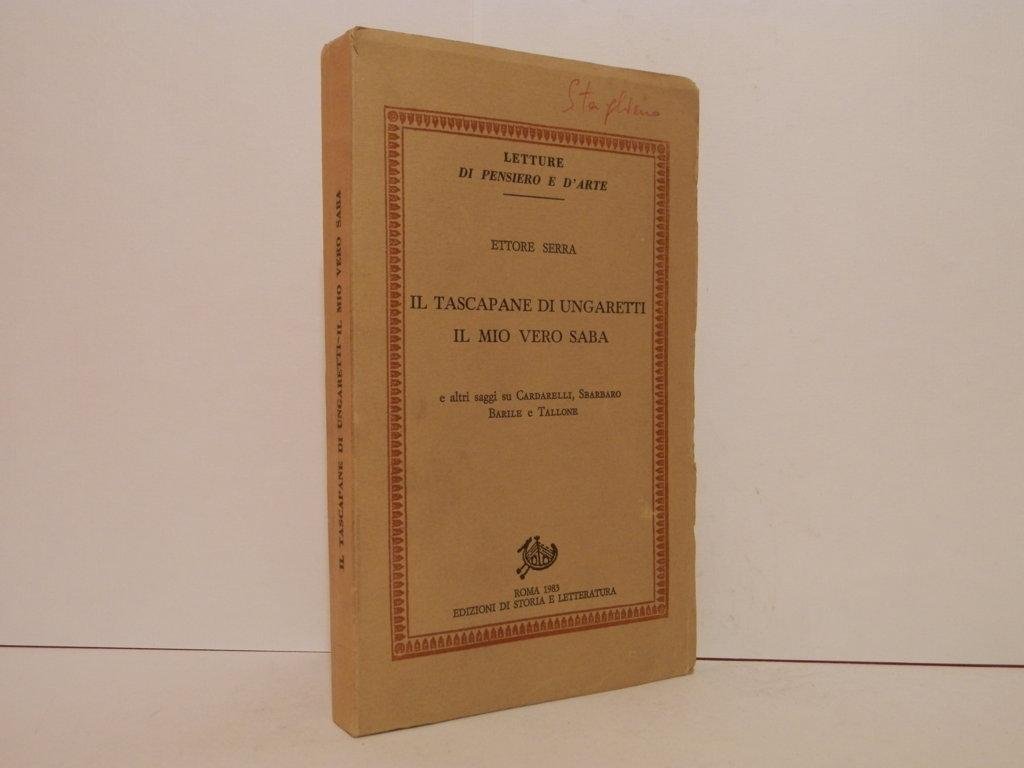 LETTURE
DI PENSIERO E D'ARTE
ETTORE SERRA
IL TASCAPANE DI UNGARETTI
IL MIO VERO SABA
e altri saggi su CARDARELLI, SBARBARO
BARILE e TALLONE
ROMA 1983
EDIZIONI DI STORIA E LETTERATURA
IL TASCAPANE DI UNGARETTI-IL MIO VERO SABA